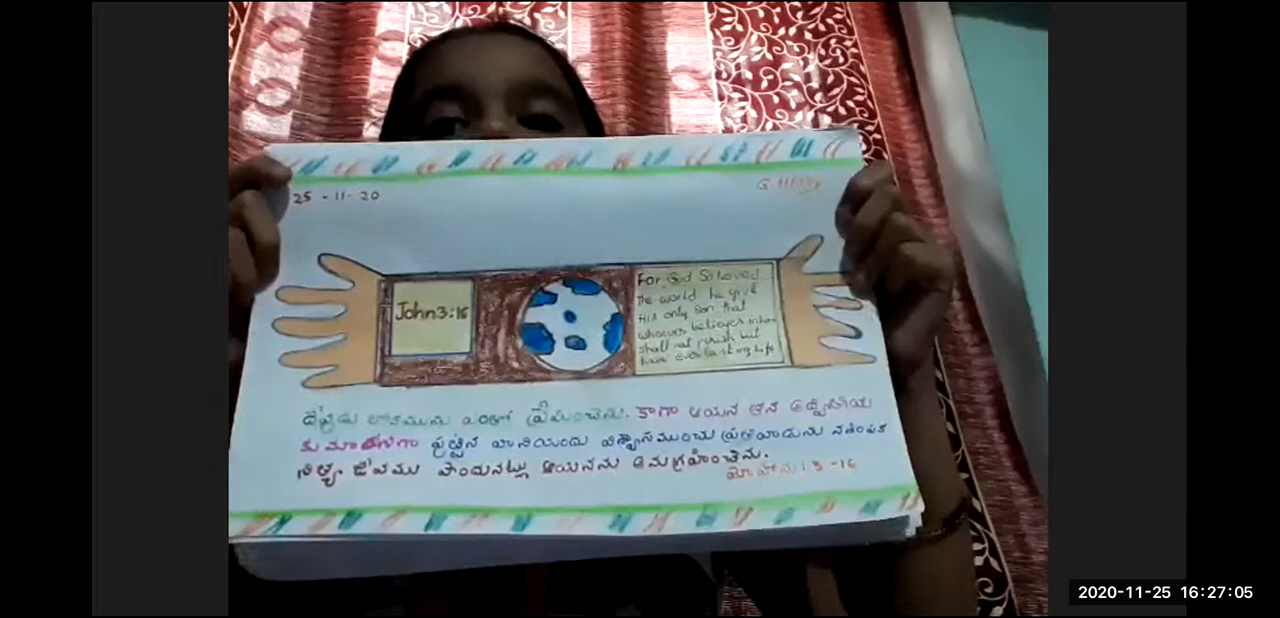 25 - 11 - 20
John3:16
For God So loved
The world he give
His only Son that
whoever believes in him
shall not perish but
have everlasting life
దేవుడు లోకమును ఎంతో ప్రేమించెను. కాగా ఆయన తన అద్వితీయ
కుమారునిగా పుట్టిన వానియందు విశ్వాసముంచు ప్రతివాడును నశింపక
నిత్య జీవము పొందునట్లు ఆయనను అనుగ్రహించెను.
యోహాను: 3 -16
2020-11-25 16:27:05